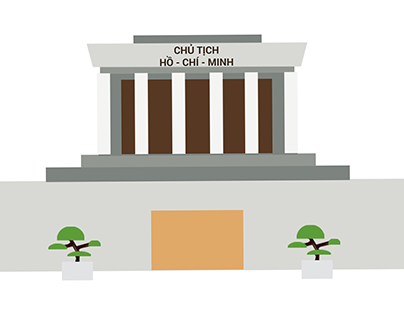 CHỦ TỊCH
HỒ - CHÍ - MINH